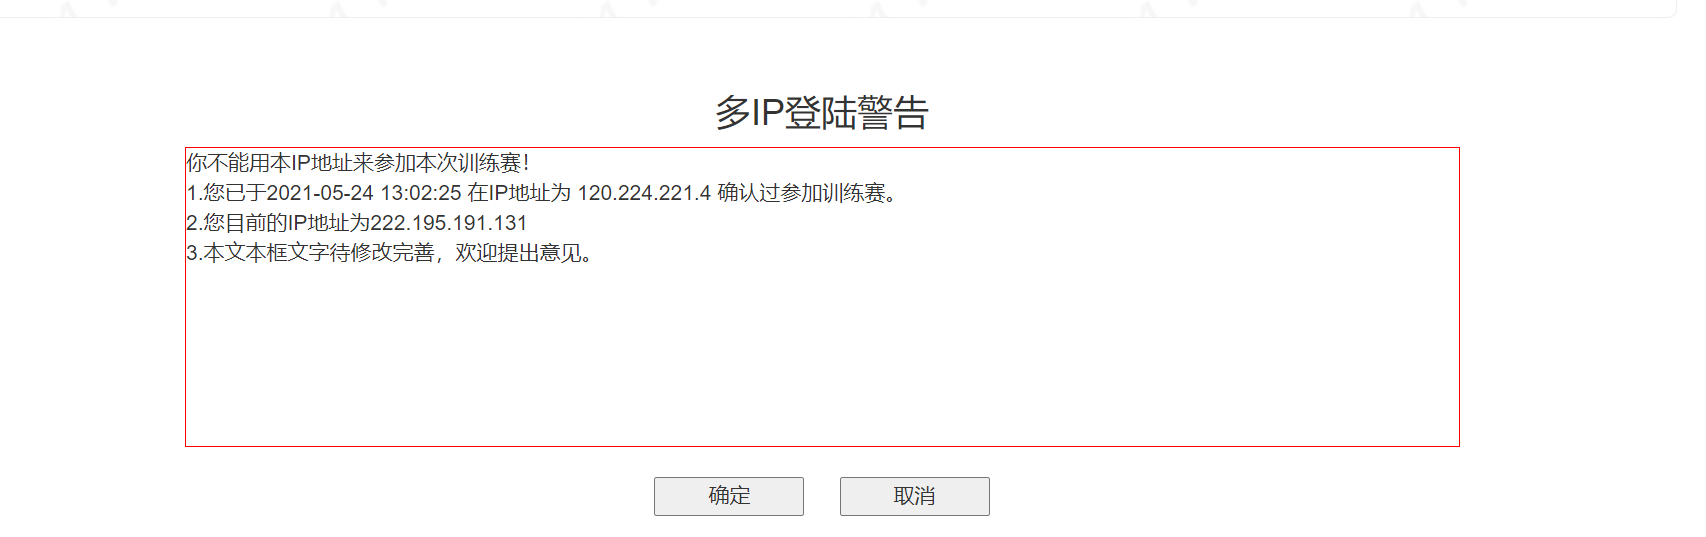 多IP登陆警告
你不能用本IP地址来参加本次训练赛！
1.您已于2021-05-24 13:02:25 在IP地址为 120.224.221.4 确认过参加训练赛。
2.您目前的IP地址为222.195.191.131
3.本文本框文字待修改完善，欢迎提出意见。
确定
取消